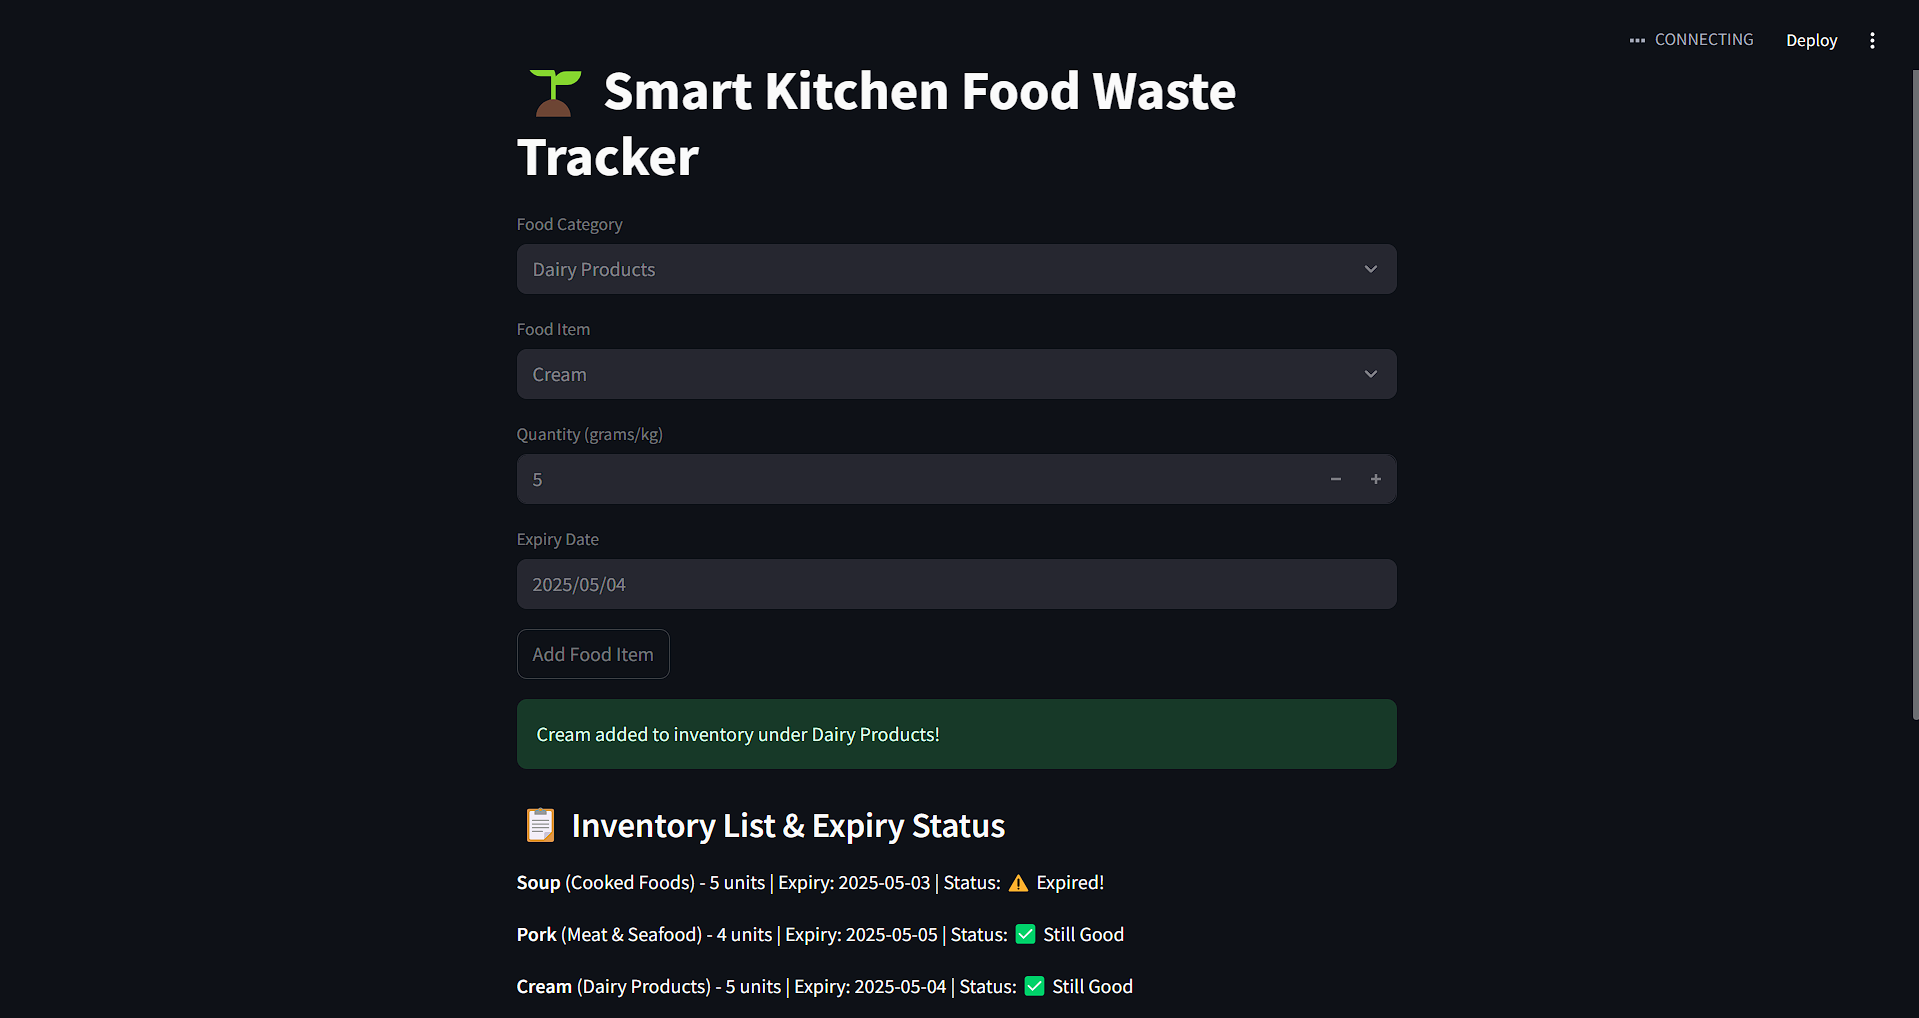 CONNECTING
Deploy
Smart Kitchen Food Waste
Tracker
Food Category
Dairy Products
Food Item
Cream
Quantity (grams/kg)
5
Expiry Date
2025/05/04
Add Food Item
Cream added to inventory under Dairy Products!
Inventory List & Expiry Status
Soup (Cooked Foods) - 5 units | Expiry: 2025-05-03 | Status: ⚠️ Expired!
Pork (Meat & Seafood) - 4 units | Expiry: 2025-05-05 | Status: ✅ Still Good
Cream (Dairy Products) - 5 units | Expiry: 2025-05-04 | Status: ✅ Still Good